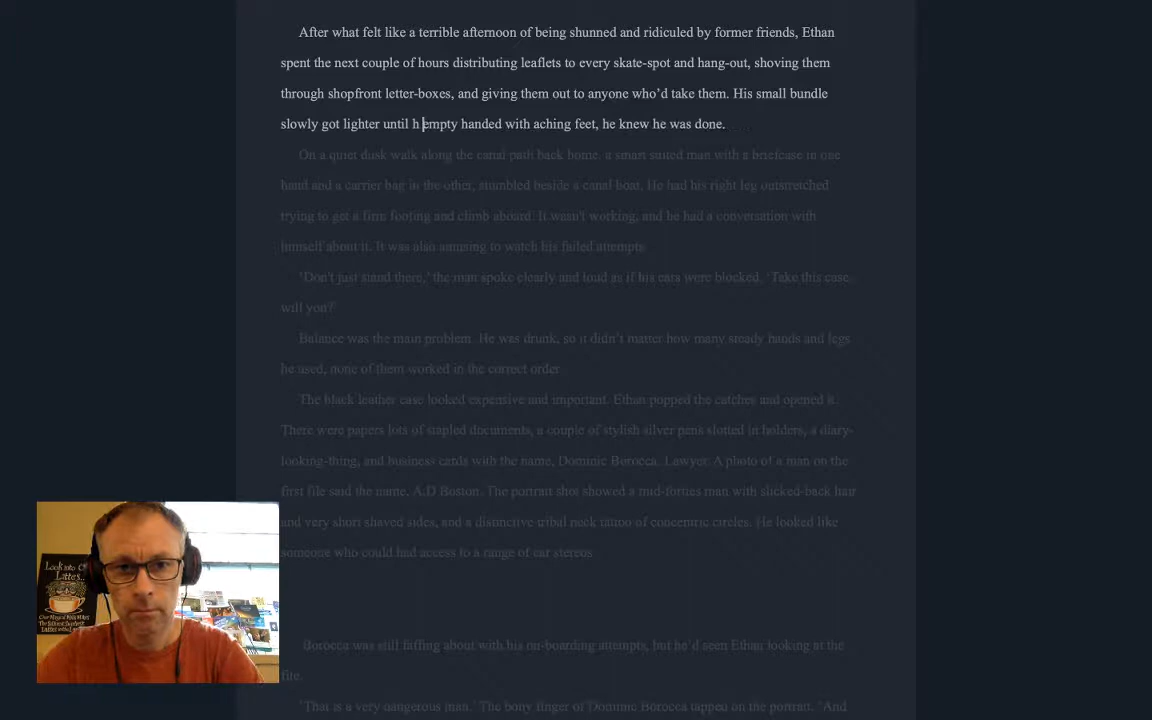 After what felt like a terrible afternoon of being shunned and ridiculed by former friends, Ethan
spent the next couple of hours distributing leaflets to every skate-spot and hang-out, shoving them
through shopfront letter-boxes, and giving them out to anyone who'd take them. His small bundle
slowly got lighter until h empty handed with aching feet, he knew he was done.
On a quiet dusk walk along the canal path back home, a smart suited man with a briefcase in one
hand and a carrier bag in the other, stumbled beside a canal boat. He had his right leg outstretched
trying to get a firm footing and climb aboard. It wasn't working, and he had a conversation with
himself about it. It was also amusing to watch his failed attempts.
'Don't just stand there,' the man spoke clearly and loud as if his ears were blocked. 'Take this case,
will you?'
Balance was the main problem. He was drunk, so it didn't matter how many steady hands and legs
he used, none of them worked in the correct order.
The black leather case looked expensive and important. Ethan popped the catches and opened it.
There were papers lots of stapled documents, a couple of stylish silver pens slotted in holders, a diary-
looking-thing, and business cards with the name, Dominic Borocca. Lawyer. A photo of a man on the
first file said the name, A.D Boston. The portrait shot showed a mid-forties man with slicked-back hair
and very short shaved sides, and a distinctive tribal neck tattoo of concentric circles. He looked like
someone who could had access to a range of car stereos.
Borocca was still faffing about with his on-boarding attempts, but he'd seen Ethan looking at the
file.
'That is a very dangerous man.' The bony finger of Dominic Borocca tapped on the portrait. 'And
Look into
Lattes